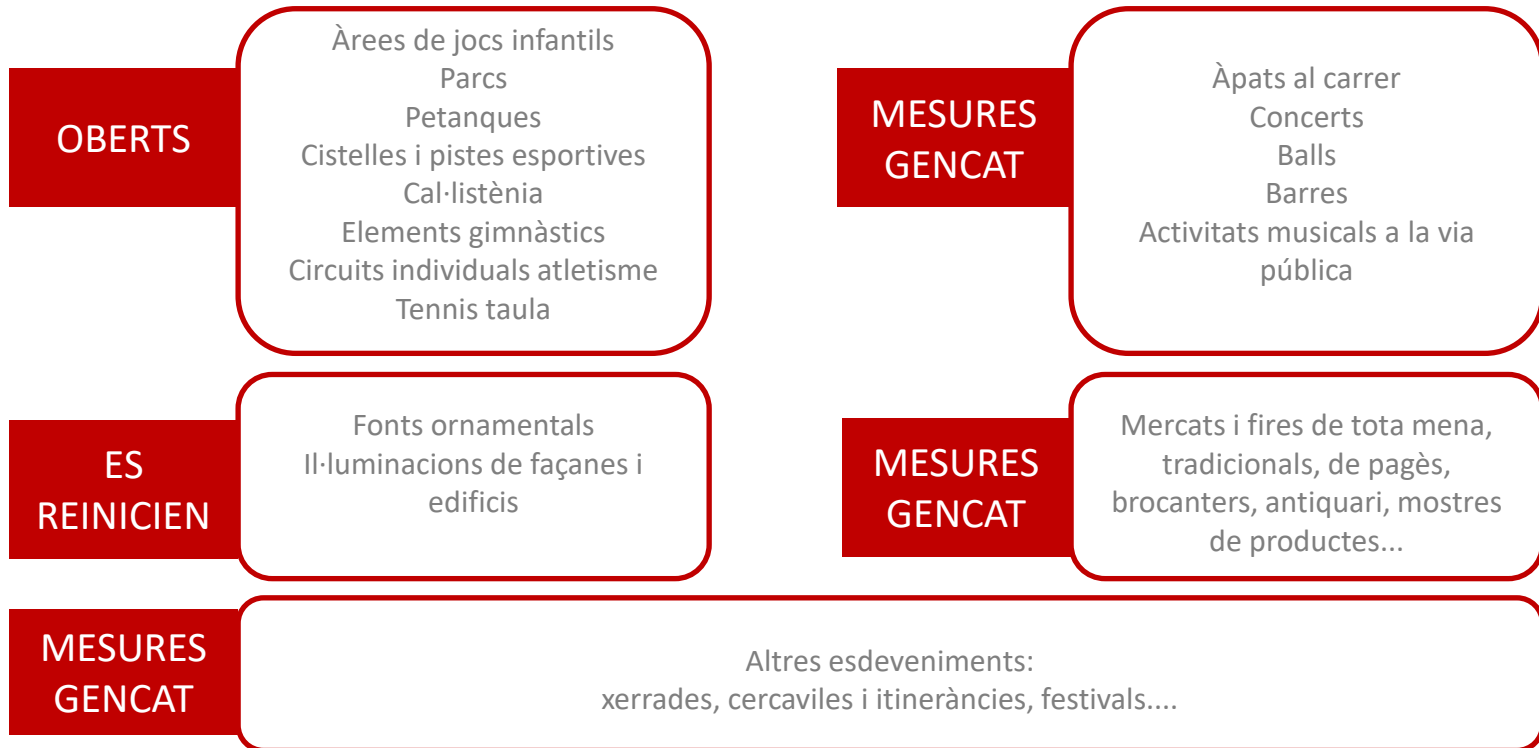 OBERTS
Àrees de jocs infantils
Parcs
Petanques
Cistelles i pistes esportives
Cal·listènia
Elements gimnàstics
Circuits individuals atletisme
Tennis taula
MESURES
GENCAT
Àpats al carrer
Concerts
Balls
Barres
Activitats musicals a la via
pública
ES
REINICIEN
Fonts ornamentals
Il·luminacions de façanes i
edificis
MESURES
GENCAT
Mercats i fires de tota mena,
tradicionals, de pagès,
brocanters, antiquari, mostres
de productes...
MESURES
GENCAT
Altres esdeveniments:
xerrades, cercaviles i itineràncies, festivals....